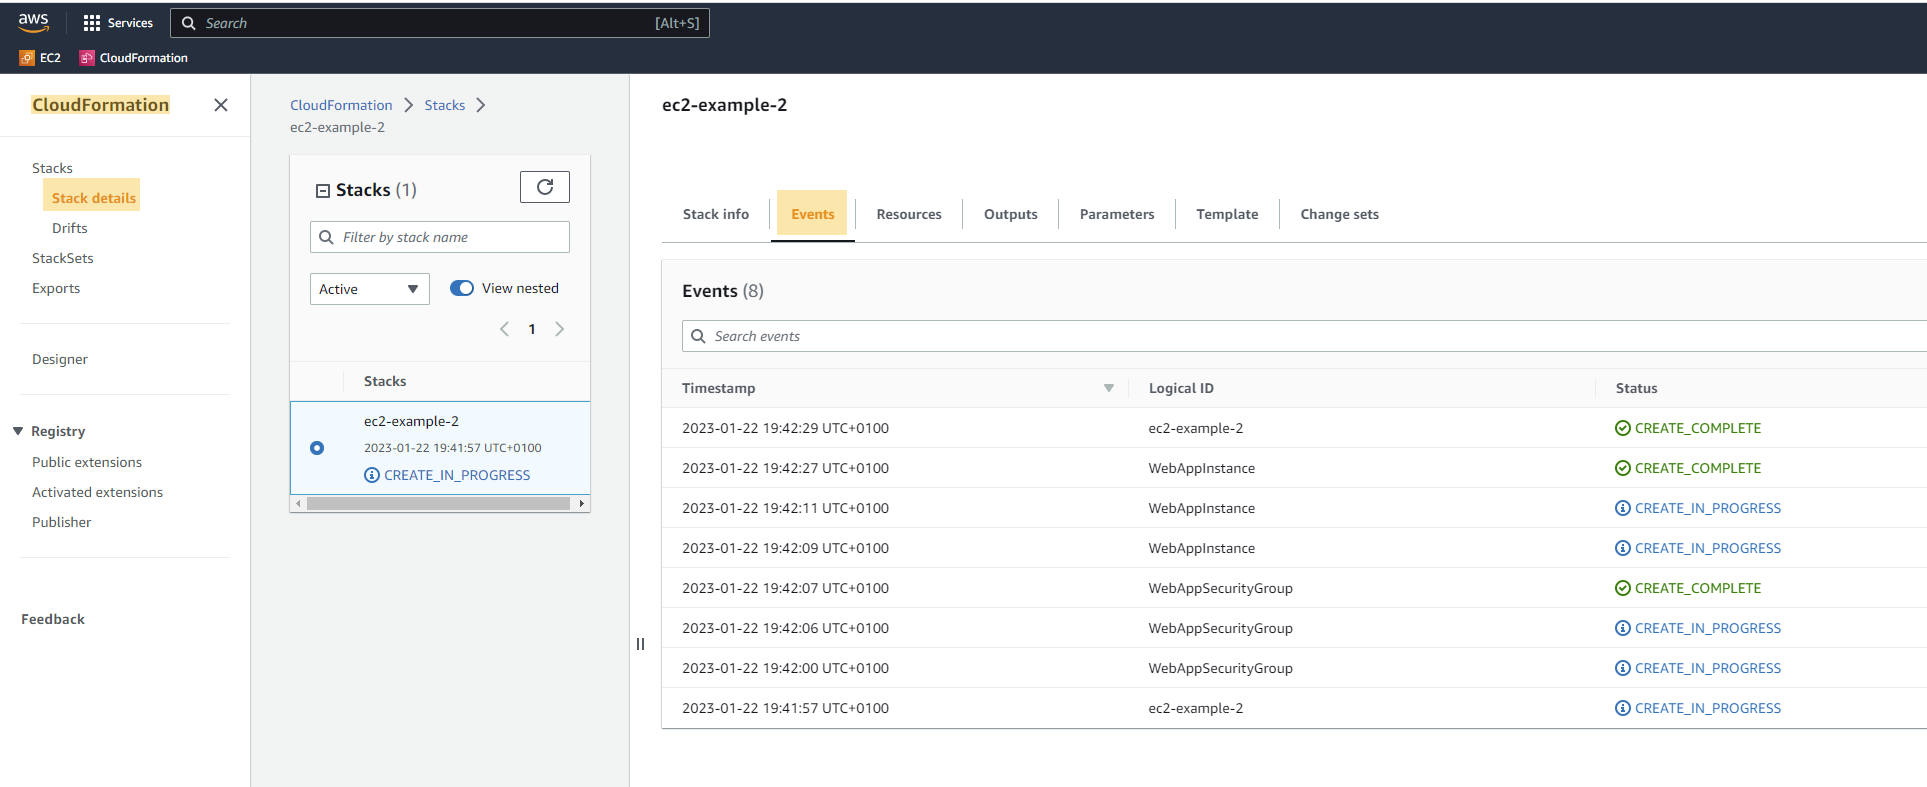 aws
Services
Search
[Alt+S]
EC2
CloudFormation
CloudFormation
Stacks
Stack details
Drifts
StackSets
Exports
Designer
Registry
Public extensions
Activated extensions
Publisher
Feedback
CloudFormation
Stacks
ec2-example-2
Stacks (1)
Filter by stack name
Active
View nested
1
Stacks
ec2-example-2
2023-01-22 19:41:57 UTC+0100
CREATE_IN_PROGRESS
ec2-example-2
Stack info
Events
Resources
Outputs
Parameters
Template
Change sets
Events (8)
Search events
Timestamp Logical ID Status
2023-01-22 19:42:29 UTC+0100 ec2-example-2 CREATE_COMPLETE
2023-01-22 19:42:27 UTC+0100 WebAppInstance CREATE_COMPLETE
2023-01-22 19:42:11 UTC+0100 WebAppInstance CREATE_IN_PROGRESS
2023-01-22 19:42:09 UTC+0100 WebAppInstance CREATE_IN_PROGRESS
2023-01-22 19:42:07 UTC+0100 WebAppSecurityGroup CREATE_COMPLETE
2023-01-22 19:42:06 UTC+0100 WebAppSecurityGroup CREATE_IN_PROGRESS
2023-01-22 19:42:00 UTC+0100 WebAppSecurityGroup CREATE_IN_PROGRESS
2023-01-22 19:41:57 UTC+0100 ec2-example-2 CREATE_IN_PROGRESS